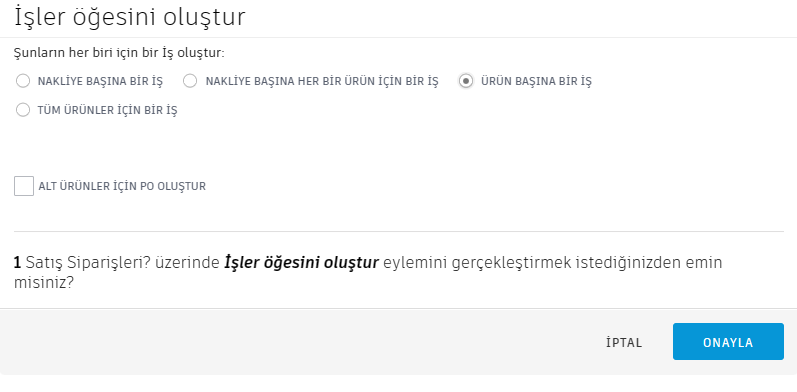 İşler öğesini oluştur
Şunların her biri için bir İş oluştur:
NAKLİYE BAŞINA BİR İŞ NAKLİYE BAŞINA HER BİR ÜRÜN İÇİN BİR İŞ ÜRÜN BAŞINA BİR İŞ
TÜM ÜRÜNLER İÇİN BİR İŞ
ALT ÜRÜNLER İÇİN PO OLUŞTUR
1 Satış Siparişleri? üzerinde İşler öğesini oluştur eylemini gerçekleştirmek istediğinizden emin
misiniz?
İPTAL ONAYLA